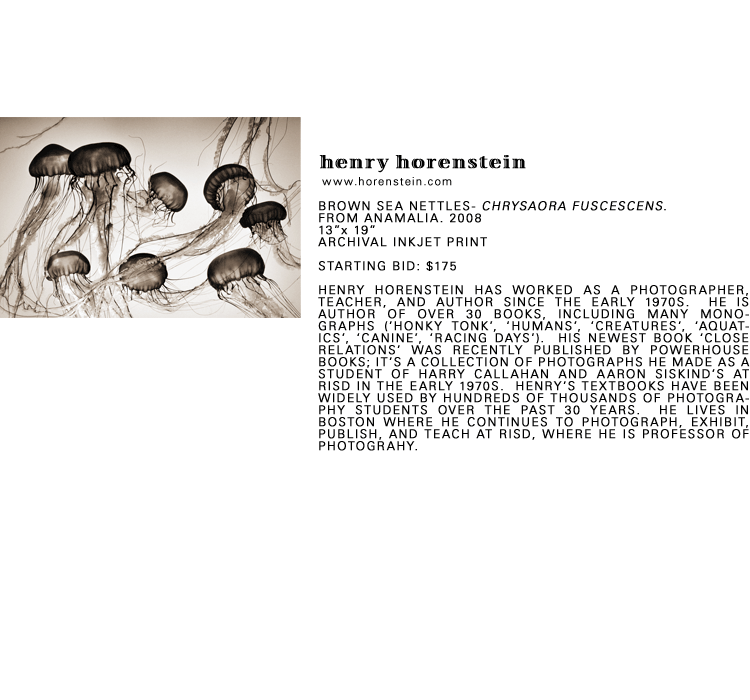 henry horenstein
www.horenstein.com
BROWN SEA NETTLES- CHRYSAORA FUSCESCENS.
FROM ANAMALIA. 2008
13”x 19”
ARCHIVAL INKJET PRINT
STARTING BID: $175
HENRY HORENSTEIN HAS WORKED AS A PHOTOGRAPHER,
TEACHER, AND AUTHOR SINCE THE EARLY 1970S. HE IS
AUTHOR OF OVER 30 BOOKS, INCLUDING MANY MONO-
GRAPHS (‘HONKY TONK’, ‘HUMANS’, ‘CREATURES’, ‘AQUAT-
ICS’, ‘CANINE’, ‘RACING DAYS’). HIS NEWEST BOOK ‘CLOSE
RELATIONS’ WAS RECENTLY PUBLISHED BY POWERHOUSE
BOOKS; IT’S A COLLECTION OF PHOTOGRAPHS HE MADE AS A
STUDENT OF HARRY CALLAHAN AND AARON SISKIND’S AT
RISD IN THE EARLY 1970S. HENRY’S TEXTBOOKS HAVE BEEN
WIDELY USED BY HUNDREDS OF THOUSANDS OF PHOTOGRA-
PHY STUDENTS OVER THE PAST 30 YEARS. HE LIVES IN
BOSTON WHERE HE CONTINUES TO PHOTOGRAPH, EXHIBIT,
PUBLISH, AND TEACH AT RISD, WHERE HE IS PROFESSOR OF
PHOTOGRAHY.